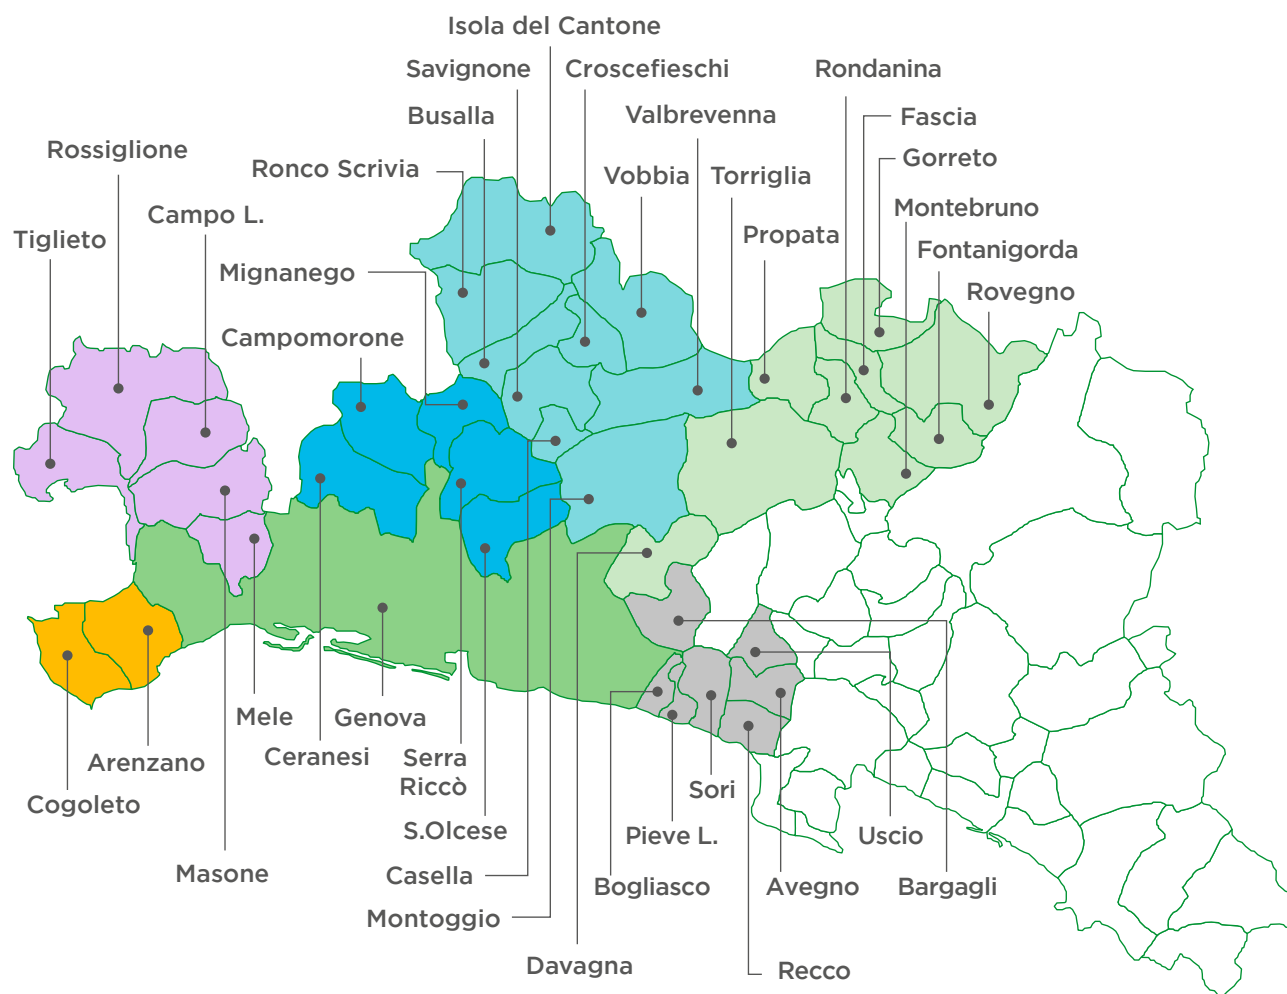 Isola del Cantone
Savignone
Croscefieschi
Rondanina
Busalla
Valbrevenna
Fascia
Rossiglione
Ronco Scrivia
Vobbia
Torriglia
Gorreto
Campo L.
Montebruno
Tiglieto
Propata
Fontanigorda
Mignanego
Rovegno
Campomorone
Mele
Genova
Arenzano
Ceranesi
Serra
Riccò
Sori
Cogoleto
S.Olcese
Pieve L.
Uscio
Masone
Casella
Bogliasco
Avegno
Bargagli
Montoggio
Davagna
Recco